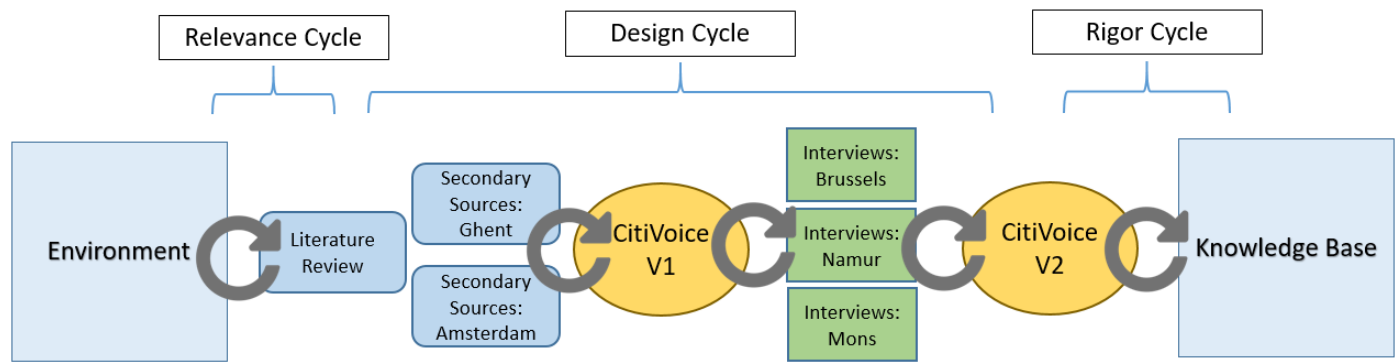 Relevance Cycle
Design Cycle
Rigor Cycle
Environment
Literature
Review
Secondary
Sources:
Ghent
Secondary
Sources:
Amsterdam
CitiVoice
V1
Interviews:
Brussels
Interviews:
Namur
Interviews:
Mons
CitiVoice
V2
Knowledge Base